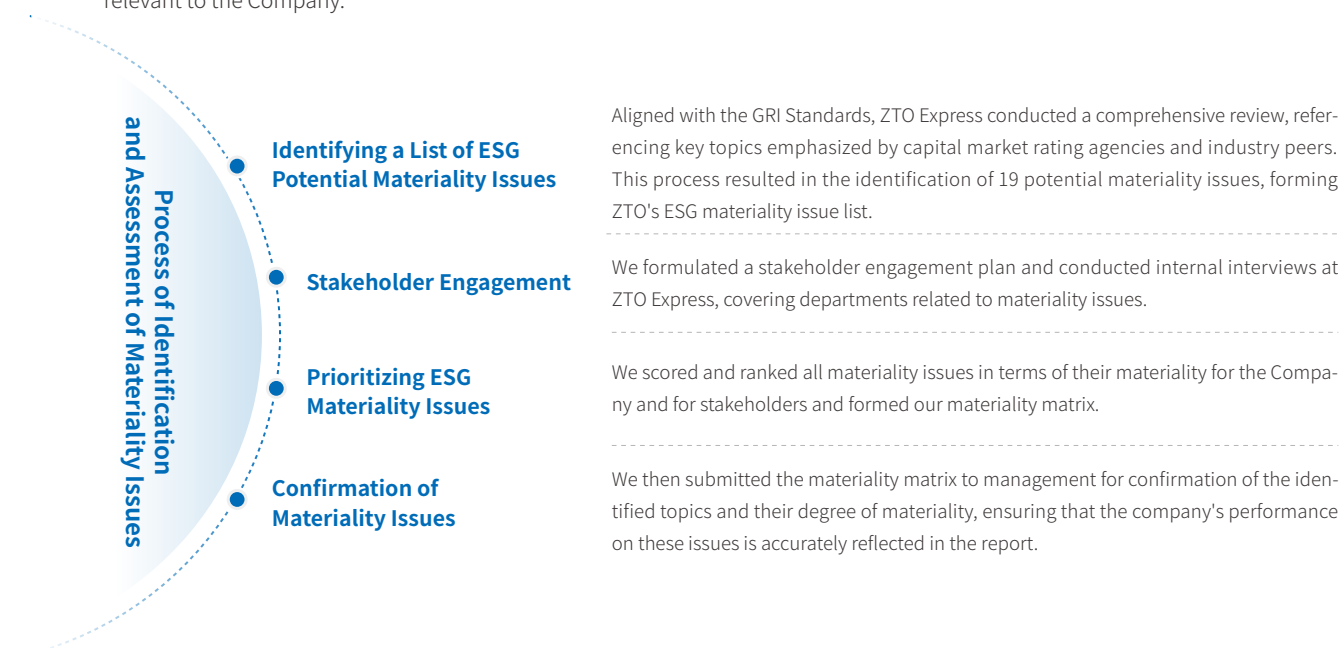 relevant to the Company.
Process of Identification
and Assessment of Materiality Issues
Identifying a List of ESG
Potential Materiality Issues
Aligned with the GRI Standards, ZTO Express conducted a comprehensive review, refer-
encing key topics emphasized by capital market rating agencies and industry peers.
This process resulted in the identification of 19 potential materiality issues, forming
ZTO's ESG materiality issue list.
Stakeholder Engagement
We formulated a stakeholder engagement plan and conducted internal interviews at
ZTO Express, covering departments related to materiality issues.
Prioritizing ESG
Materiality Issues
We scored and ranked all materiality issues in terms of their materiality for the Compa-
ny and for stakeholders and formed our materiality matrix.
Confirmation of
Materiality Issues
We then submitted the materiality matrix to management for confirmation of the iden-
tified topics and their degree of materiality, ensuring that the company's performance
on these issues is accurately reflected in the report.